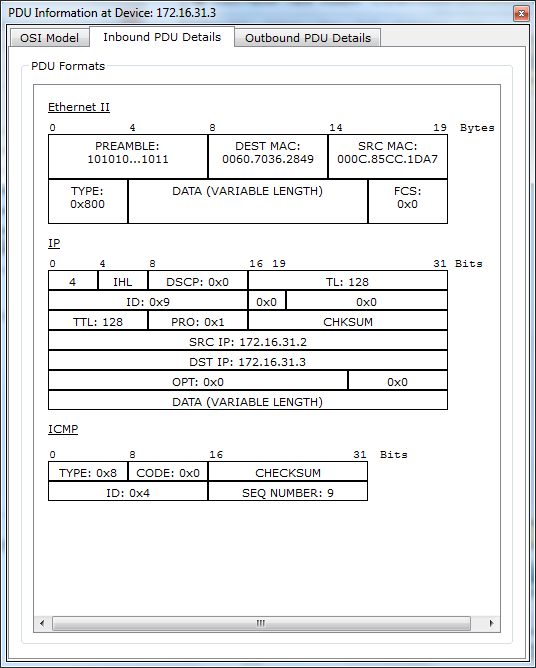 PDU Information at Device: 172.16.31.3
OSI Model Inbound PDU Details Outbound PDU Details
PDU Formats
Ethernet II
0 4 8 14 19 Bytes
PREAMBLE: DEST MAC: SRC MAC:
101010...1011 0060.7036.2849 000C.85CC.1DA7
TYPE: DATA (VARIABLE LENGTH) FCS:
0x800 0x0
IP
0 4 8 16 19 31 Bits
4 IHL DSCP: 0x0 TL: 128
ID: 0x9 0x0 0x0
TTL: 128 PRO: 0x1 CHKSUM
SRC IP: 172.16.31.2
DST IP: 172.16.31.3
OPT: 0x0 0x0
DATA (VARIABLE LENGTH)
ICMP
0 8 16 31 Bits
TYPE: 0x8 CODE: 0x0 CHECKSUM
ID: 0x4 SEQ NUMBER: 9